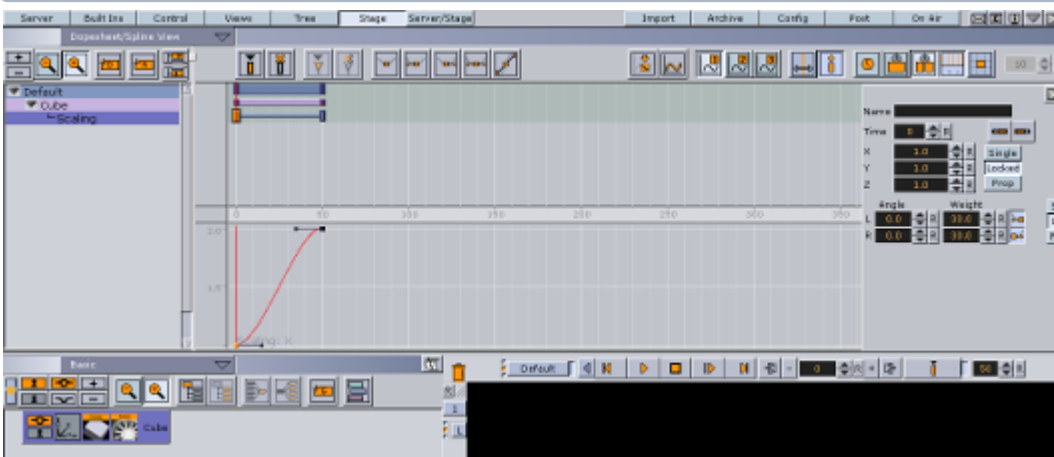 Server Built Ins Control Views Tree Stage Server/Stage Import Archive Config Post On Air
Dopesheet/Spline View
50
Default
Cube
Scaling
Name
Time 0 R
X 1.0 R Single
Y 1.0 R Locked
Z 1.0 R Prop
0 50 100 150 200 250 300 350
Angle Weight
L 0.0 R 30.0 R
R 0.0 R 30.0 R
2.0
1.5
Scaling: X
Basic
Default 0 R 50 R
Cube
1
L